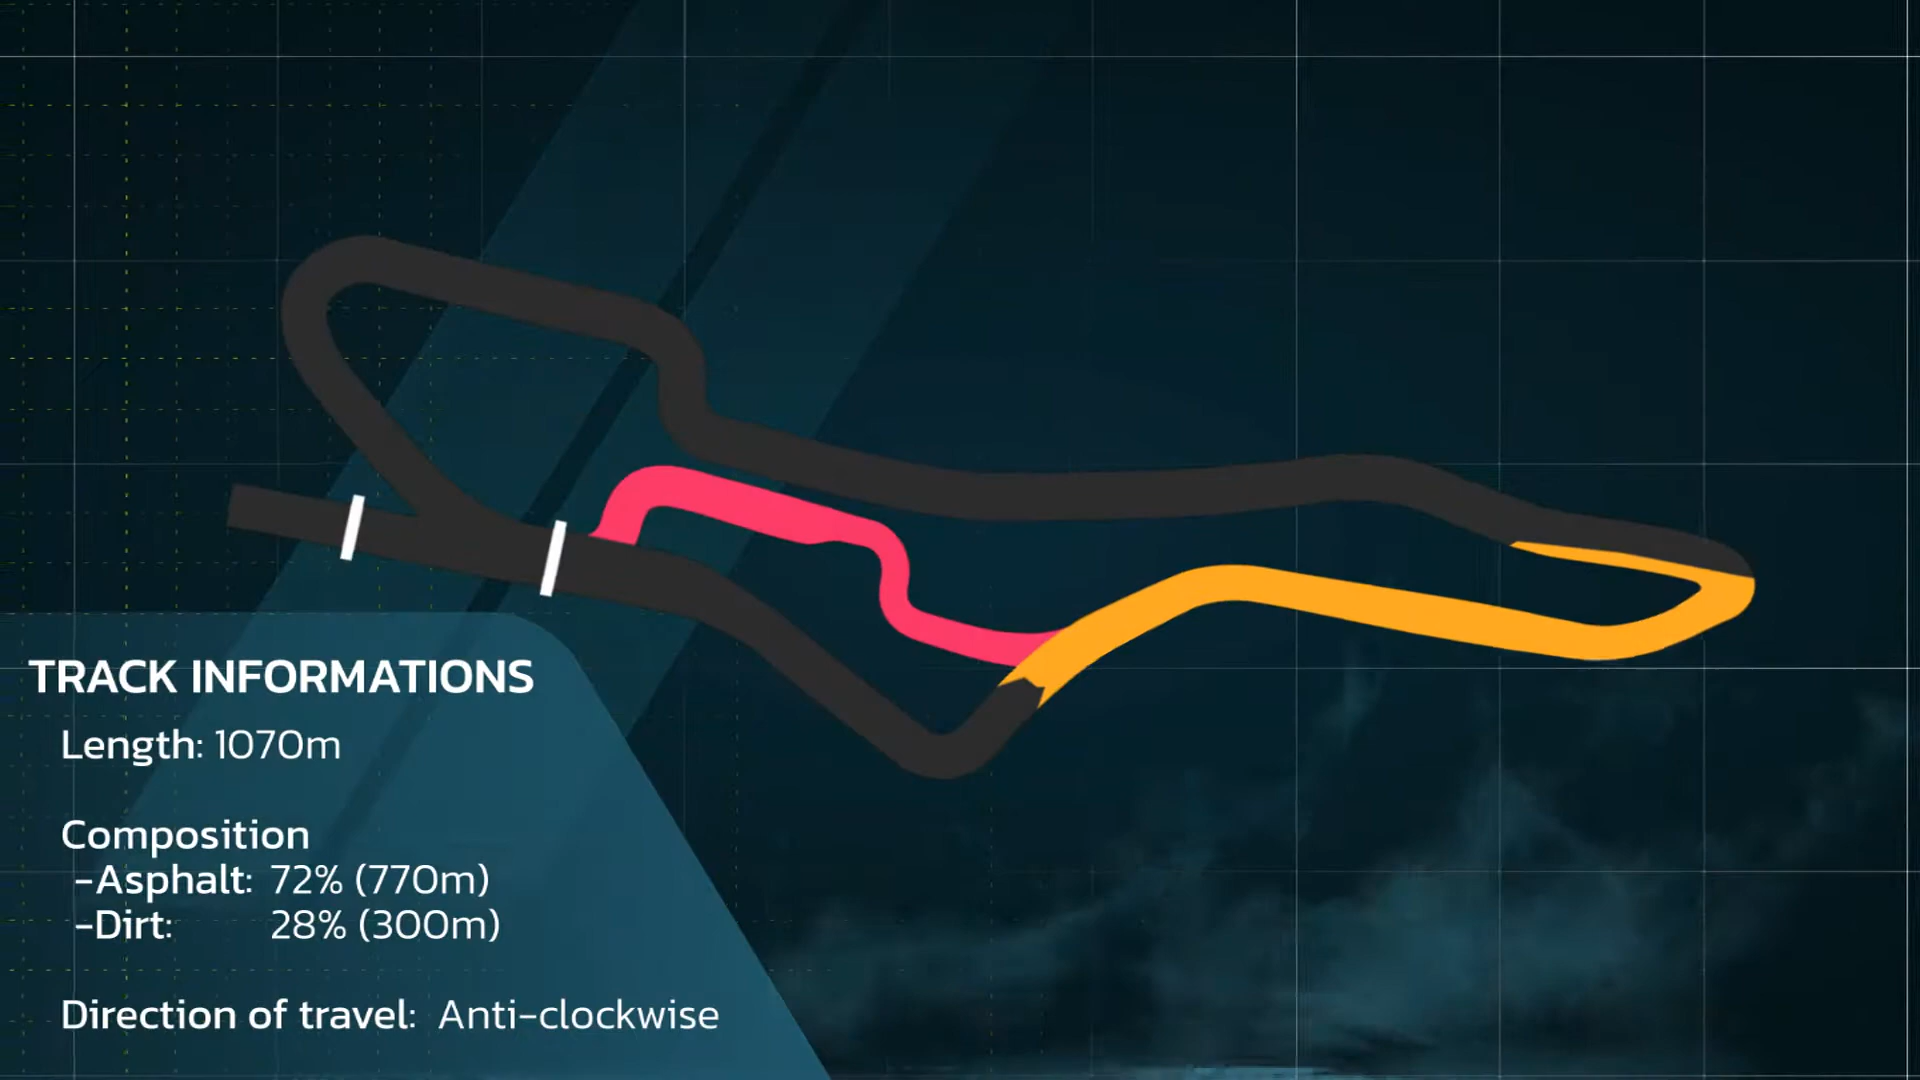 TRACK INFORMATIONS
Length: 1070m
Composition
-Asphalt: 72% (770m)
-Dirt: 28% (300m)
Direction of travel: Anti-clockwise